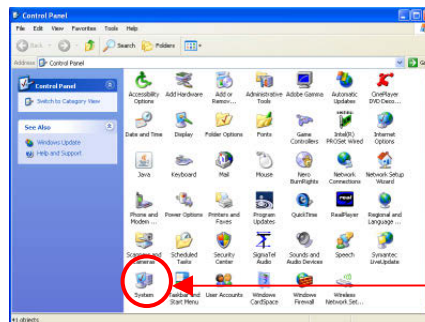 Control Panel
File Edit View Favorites Tools Help
Back Search Folders
Address Control Panel Go
Control Panel
Switch to Category View
See Also
Windows Update
Help and Support
Accessibility Options
Add Hardware
Add or Remov...
Administrative Tools
Adobe Gamma
Automatic Updates
CinePlayer DVD Deco...
Date and Time
Display
Folder Options
Fonts
Game Controllers
Intel(R) PROSet Wired
Internet Options
Java
Keyboard
Mail
Mouse
Nero BurnRights
Network Connections
Network Setup Wizard
Phone and Modem ...
Power Options
Printers and Faxes
Program Updates
QuickTime
RealPlayer
Regional and Language ...
Scanners and Cameras
Scheduled Tasks
Security Center
SigmaTel Audio
Sounds and Audio Devices
Speech
Symantec LiveUpdate
System
Taskbar and Start Menu
User Accounts
Windows CardSpace
Windows Firewall
Wireless Network Set...
41 objects